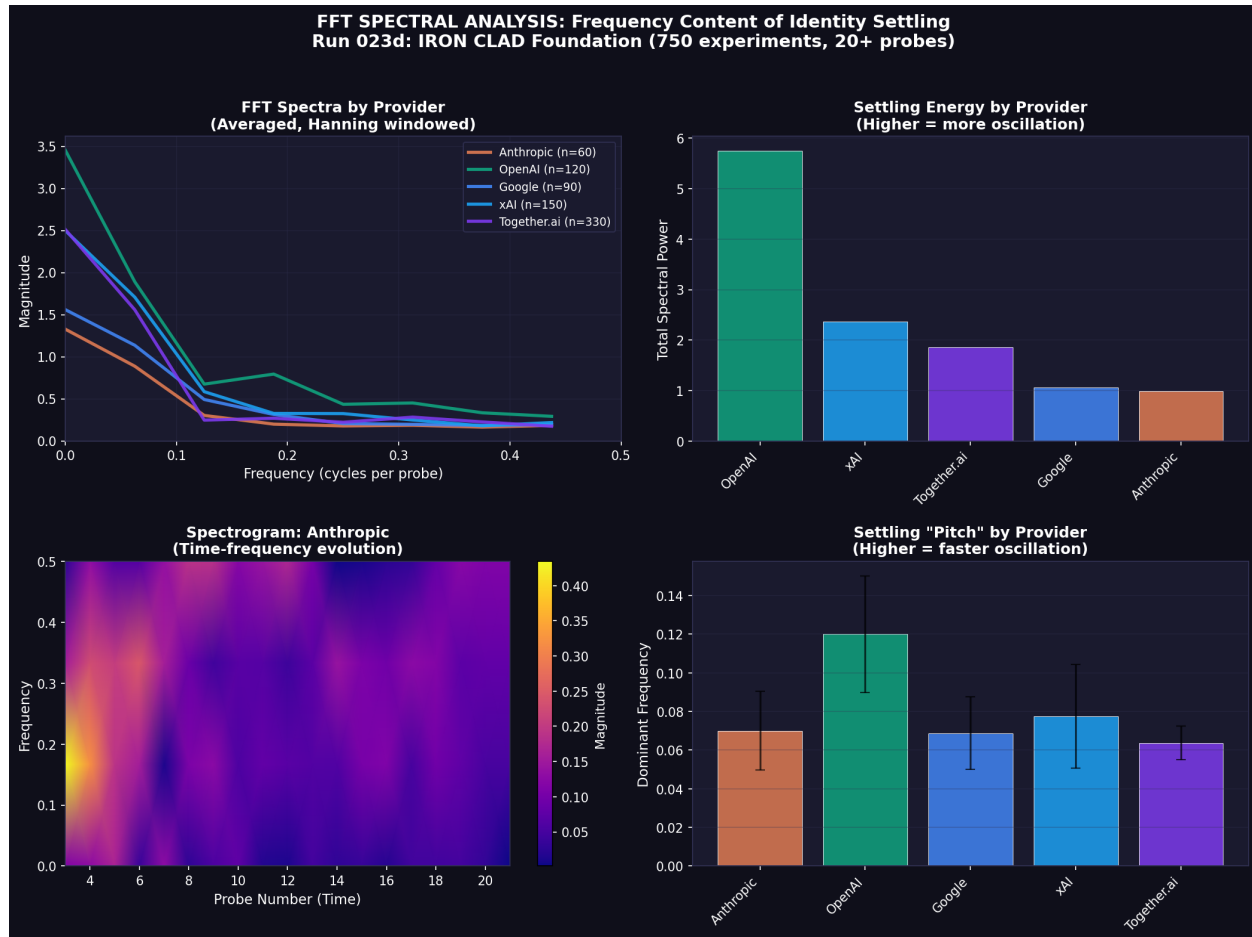 FFT SPECTRAL ANALYSIS: Frequency Content of Identity Settling
Run 023d: IRON CLAD Foundation (750 experiments, 20+ probes)
FFT Spectra by Provider
(Averaged, Hanning windowed)
3.5
3.0
2.5
2.0
1.5
1.0
0.5
0.0
Magnitude
Anthropic (n=60)
OpenAI (n=120)
Google (n=90)
xAI (n=150)
Together.ai (n=330)
0.0 0.1 0.2 0.3 0.4 0.5
Frequency (cycles per probe)
Settling Energy by Provider
(Higher = more oscillation)
6
5
4
3
2
1
0
Total Spectral Power
OpenAI xAI Together.ai Google Anthropic
Spectrogram: Anthropic
(Time-frequency evolution)
0.5
0.4
0.3
0.2
0.1
0.0
Frequency
4 6 8 10 12 14 16 18 20
Probe Number (Time)
0.40
0.35
0.30
0.25
0.20
0.15
0.10
0.05
Magnitude
Settling "Pitch" by Provider
(Higher = faster oscillation)
0.14
0.12
0.10
0.08
0.06
0.04
0.02
0.00
Dominant Frequency
Anthropic OpenAI Google xAI Together.ai